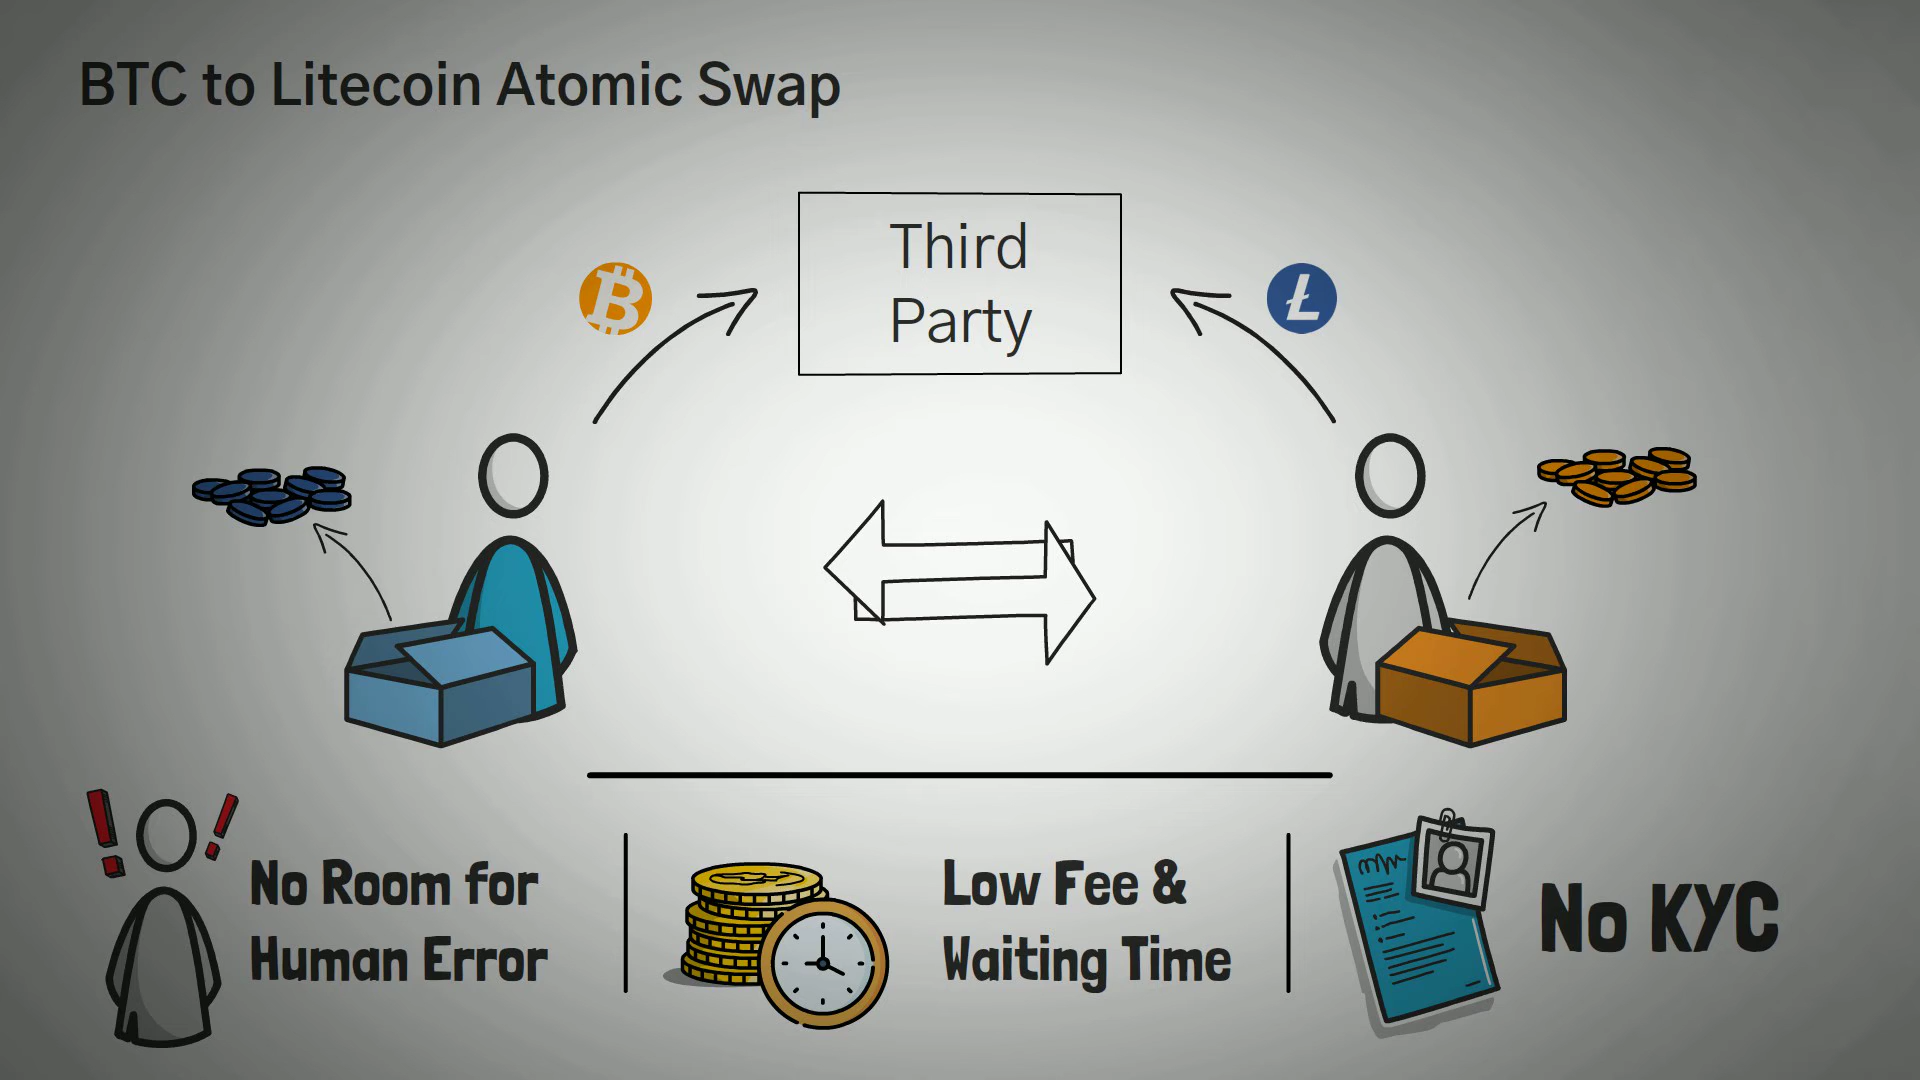 BTC to Litecoin Atomic Swap
Third
Party
No Room for
Human Error
Low Fee &
Waiting Time
No KYC